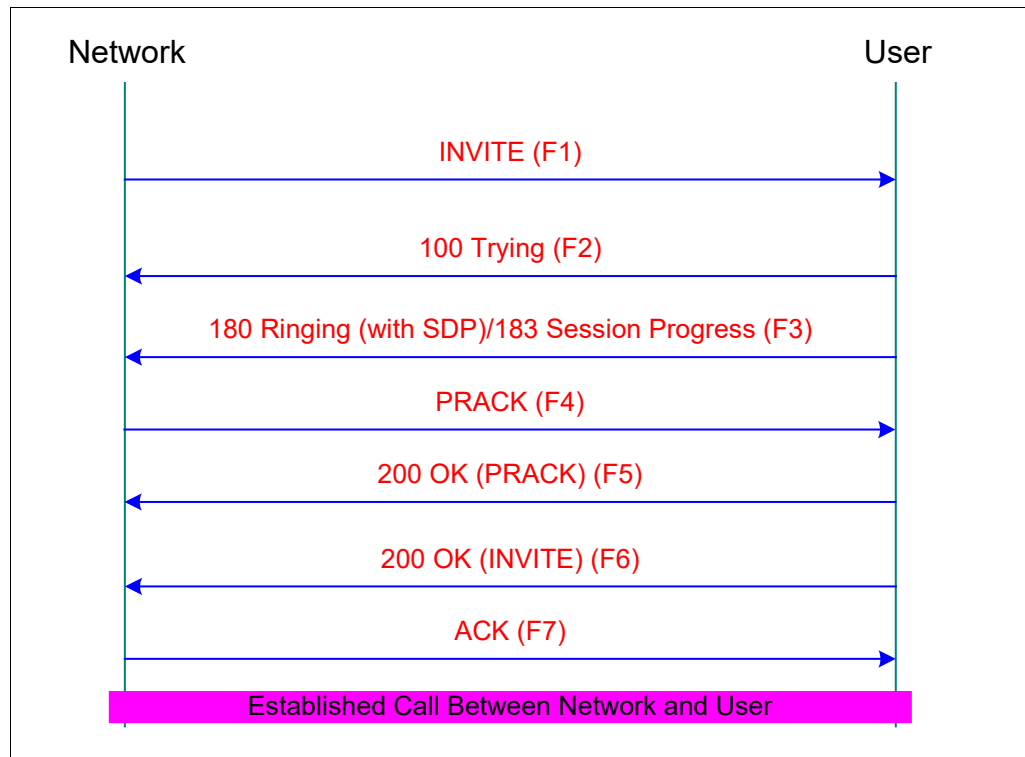 Network
User
INVITE (F1)
100 Trying (F2)
180 Ringing (with SDP)/183 Session Progress (F3)
PRACK (F4)
200 OK (PRACK) (F5)
200 OK (INVITE) (F6)
ACK (F7)
Established Call Between Network and User